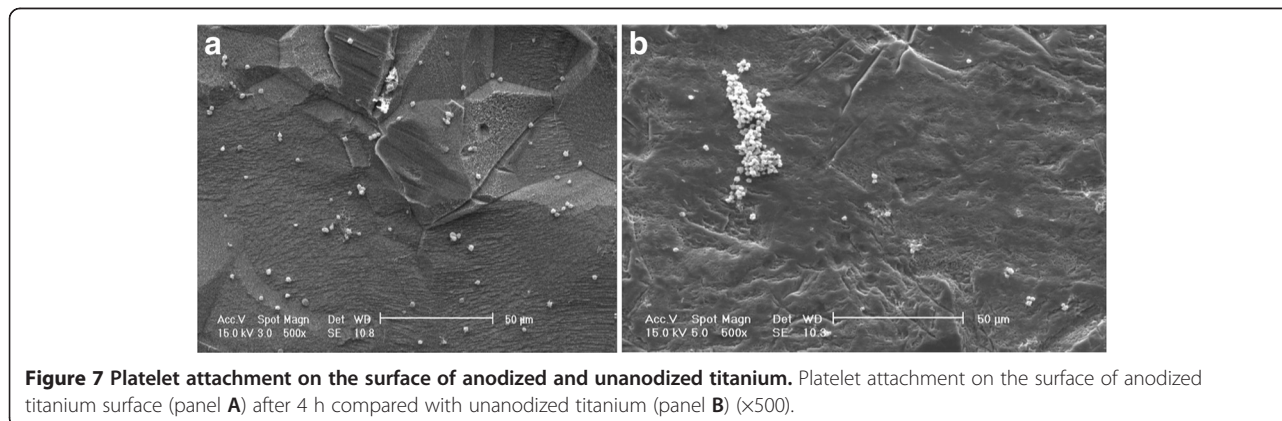 a
b
Acc.V Spot Magn Det WD 50 µm
15.0 kV 3.0 500x SE 10.8
Acc.V Spot Magn Det WD 50 µm
15.0 kV 5.0 500x SE 10.3
Figure 7 Platelet attachment on the surface of anodized and unanodized titanium. Platelet attachment on the surface of anodized
titanium surface (panel A) after 4 h compared with unanodized titanium (panel B) (×500).